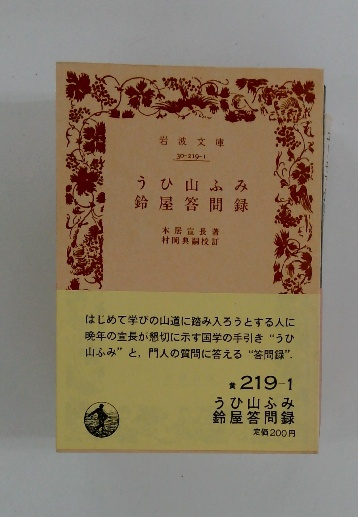 岩波文庫
30-219-1
うひ山ふみ
鈴屋答問録
本居宣長著
村岡典嗣校訂
はじめて学びの山道に踏み入ろうとする人に
晩年の宣長が懇切に示す国学の手引き“うひ
山ふみ”と，門人の質問に答える“答問録”．
黄219-1
うひ山ふみ
鈴屋答問録
定価200円